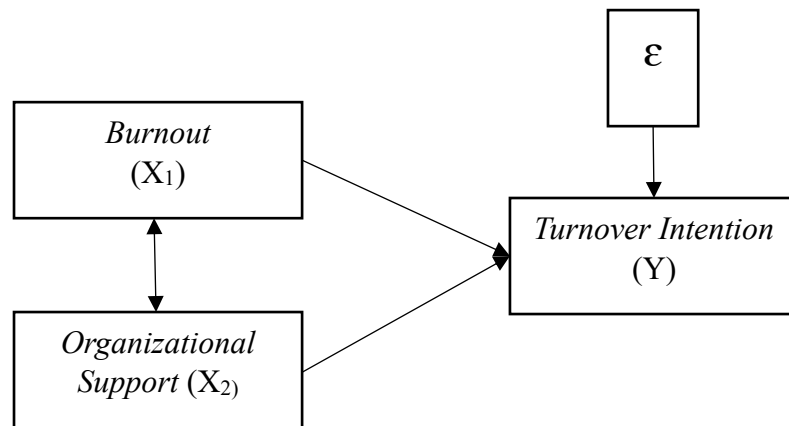 ε
Burnout
(X₁)
Turnover Intention
(Y)
Organizational
Support (X₂)